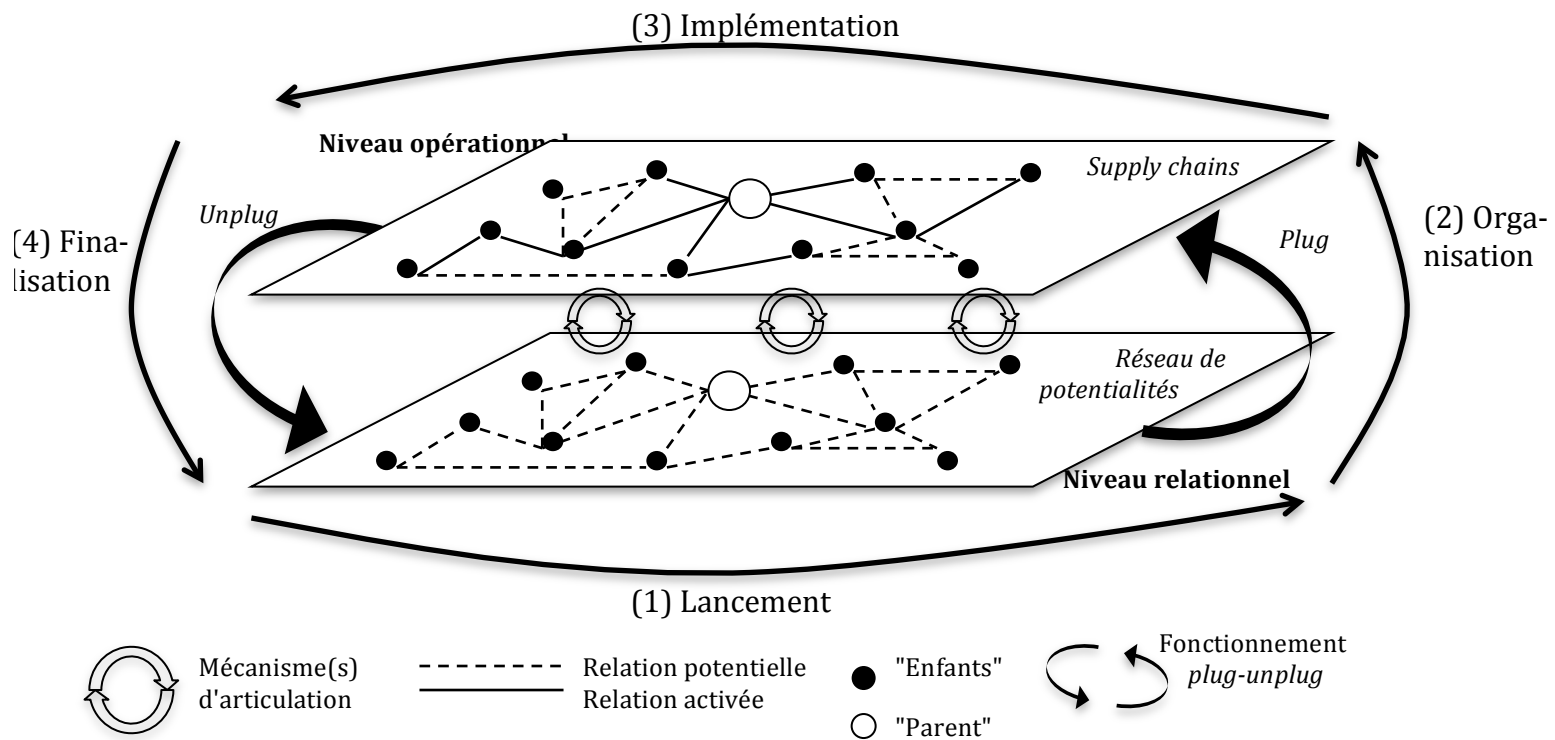 (3) Implémentation
Niveau opérationnel
Supply chains
Unplug
(4) Fina-
lisation
Plug
(2) Orga-
nisation
Réseau de
potentialités
Niveau relationnel
(1) Lancement
Mécanisme(s)
d'articulation
Relation potentielle
Relation activée
"Enfants"
"Parent"
Fonctionnement
plug-unplug